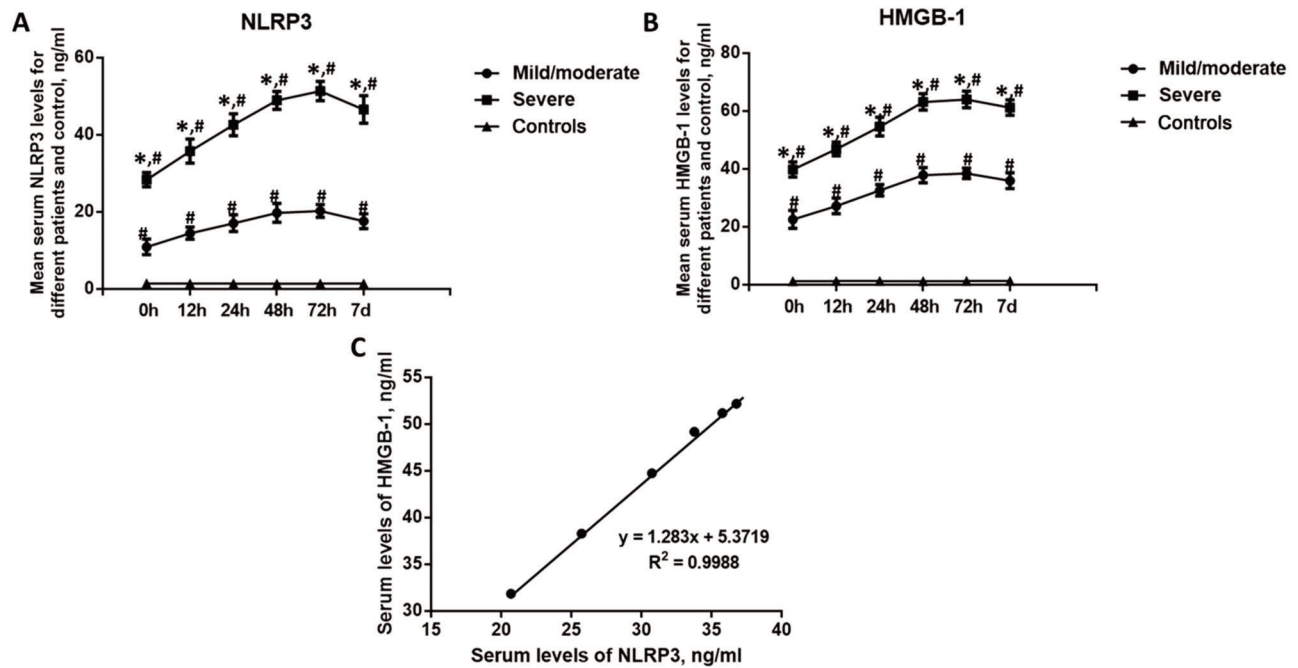 A
NLRP3
Mean serum NLRP3 levels for
different patients and control, ng/ml
60
40
20
0
*,#
*,#
*,#
*,#
*,#
*,#
#
#
#
#
#
#
0h 12h 24h 48h 72h 7d
Mild/moderate
Severe
Controls
B
HMGB-1
Mean serum HMGB-1 levels for
different patients and control, ng/ml
80
60
40
20
0
*,#
*,#
*,#
*,#
*,#
*,#
#
#
#
#
#
#
0h 12h 24h 48h 72h 7d
Mild/moderate
Severe
Controls
C
Serum levels of HMGB-1, ng/ml
55
50
45
40
35
30
y = 1.283x + 5.3719
R² = 0.9988
15 20 25 30 35 40
Serum levels of NLRP3, ng/ml